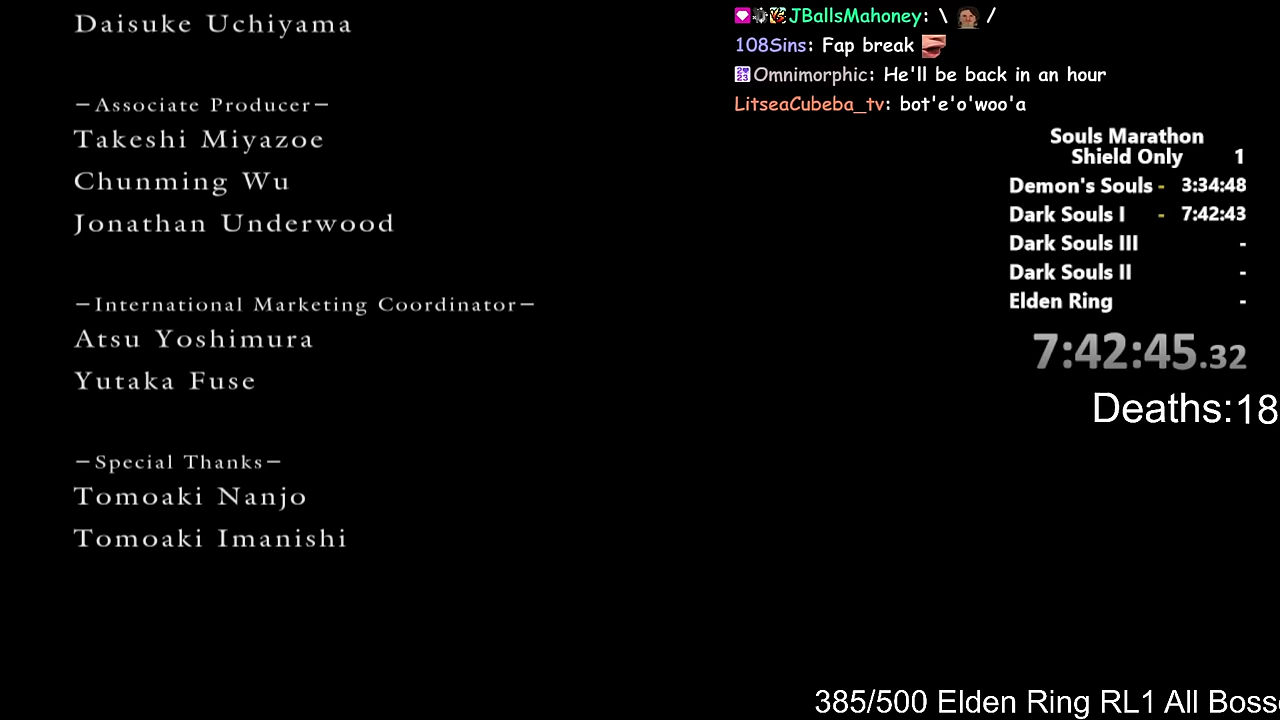 Daisuke Uchiyama
—Associate Producer—
Takeshi Miyazoe
Chunming Wu
Jonathan Underwood
—International Marketing Coordinator—
Atsu Yoshimura
Yutaka Fuse
—Special Thanks—
Tomoaki Nanjo
Tomoaki Imanishi
JBallsMahoney: \ /
108Sins: Fap break
Omnimorphic: He'll be back in an hour
LitseaCubeba_tv: bot'e'o'woo'a
Souls Marathon
Shield Only 1
Demon's Souls - 3:34:48
Dark Souls I - 7:42:43
Dark Souls III -
Dark Souls II -
Elden Ring -
7:42:45.32
Deaths:18
385/500 Elden Ring RL1 All Boss